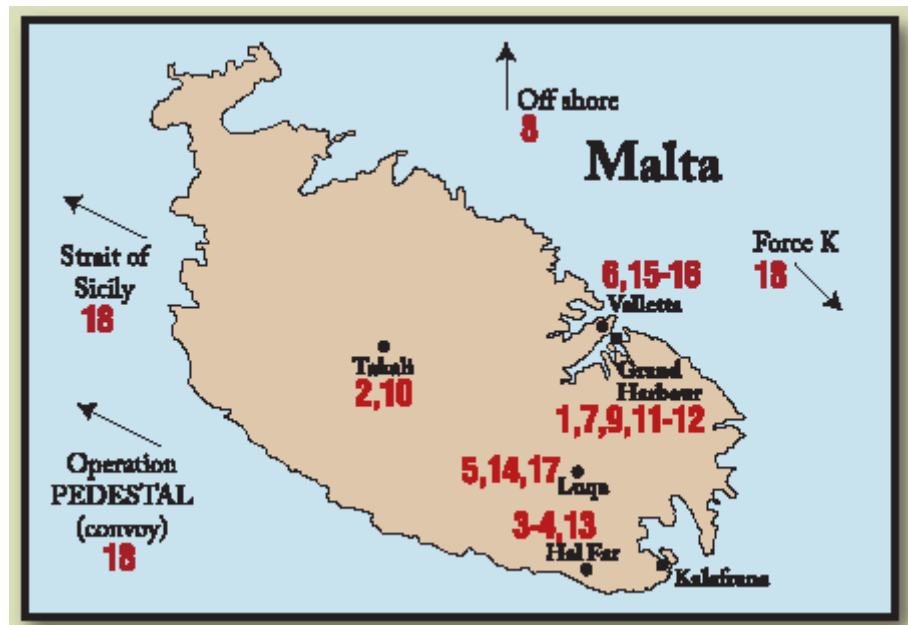 Off shore
8
Malta
Strait of
Sicily
18
Force K
18
6,15-16
Valletta
Takali
2,10
Grand
Harbour
1,7,9,11-12
Operation
PEDESTAL
(convoy)
18
5,14,17
Luqa
3-4,13
Hal Far
Kalafrana